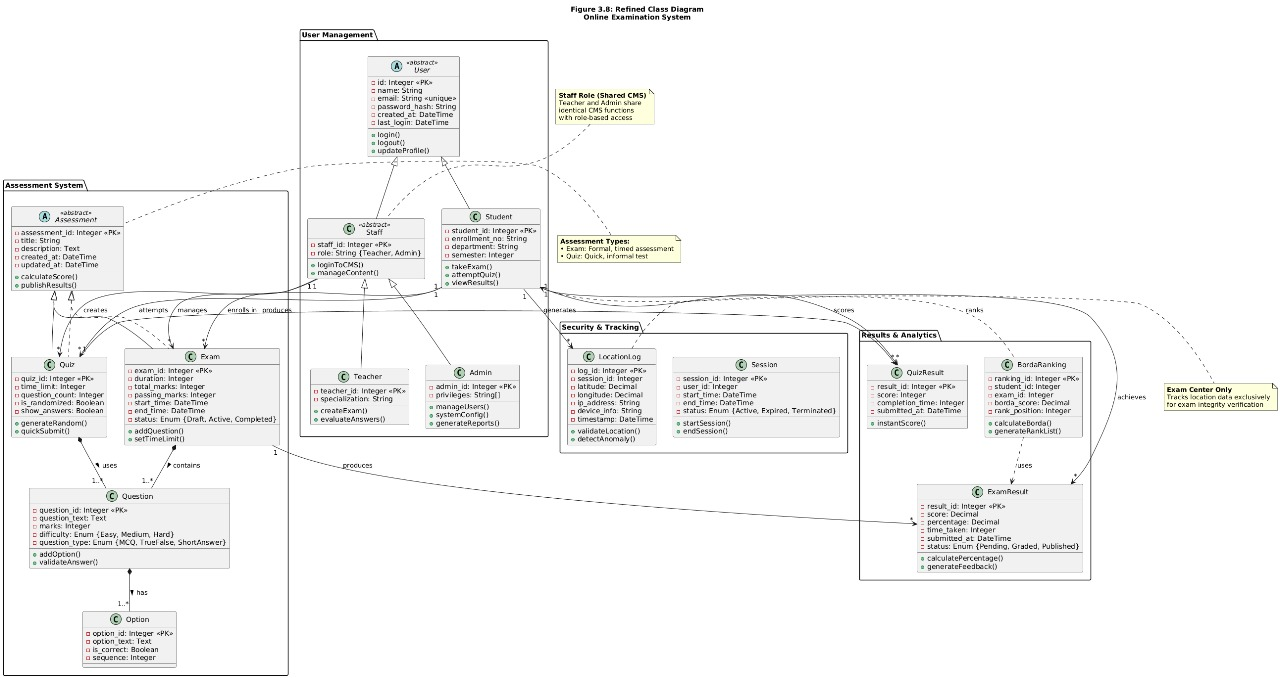 Figure 3.8: Refined Class Diagram
Online Examination System
User Management
A
«abstract»
User
id: Integer «PK»
name: String
email: String «unique»
password_hash: String
created_at: DateTime
last_login: DateTime
login()
logout()
updateProfile()
Staff Role (Shared CMS)
Teacher and Admin share
identical CMS functions
with role-based access
Assessment System
A
«abstract»
Assessment
assessment_id: Integer «PK»
title: String
description: Text
created_at: DateTime
updated_at: DateTime
calculateScore()
publishResults()
C
«abstract»
Staff
staff_id: Integer «PK»
role: String {Teacher, Admin}
loginToCMS()
manageContent()
C
Student
student_id: Integer «PK»
enrollment_no: String
department: String
semester: Integer
takeExam()
attemptQuiz()
viewResults()
Assessment Types:
• Exam: Formal, timed assessment
• Quiz: Quick, informal test
1
1
1
1
1
1
1
creates
attempts
manages
enrolls in
produces
generates
scores
ranks
achieves
Security & Tracking
Results & Analytics
C
Quiz
quiz_id: Integer «PK»
time_limit: Integer
question_count: Integer
is_randomized: Boolean
show_answers: Boolean
generateRandom()
quickSubmit()
C
Exam
exam_id: Integer «PK»
duration: Integer
total_marks: Integer
passing_marks: Integer
start_time: DateTime
end_time: DateTime
status: Enum {Draft, Active, Completed}
addQuestion()
setTimeLimit()
C
Teacher
teacher_id: Integer «PK»
specialization: String
createExam()
evaluateAnswers()
C
Admin
admin_id: Integer «PK»
privileges: String[]
manageUsers()
systemConfig()
generateReports()
C
LocationLog
log_id: Integer «PK»
session_id: Integer
latitude: Decimal
longitude: Decimal
ip_address: String
device_info: String
timestamp: DateTime
validateLocation()
detectAnomaly()
C
Session
session_id: Integer «PK»
user_id: Integer
start_time: DateTime
end_time: DateTime
status: Enum {Active, Expired, Terminated}
startSession()
endSession()
C
QuizResult
result_id: Integer «PK»
score: Integer
completion_time: Integer
submitted_at: DateTime
instantScore()
C
BordaRanking
ranking_id: Integer «PK»
student_id: Integer
exam_id: Integer
borda_score: Decimal
rank_position: Integer
calculateBorda()
generateRankList()
Exam Center Only
Tracks location data exclusively
for exam integrity verification
uses
1..*
contains
1..*
1
produces
*
uses
*
C
Question
question_id: Integer «PK»
question_text: Text
marks: Integer
difficulty: Enum {Easy, Medium, Hard}
question_type: Enum {MCQ, TrueFalse, ShortAnswer}
addOption()
validateAnswer()
C
ExamResult
result_id: Integer «PK»
score: Decimal
percentage: Decimal
time_taken: Integer
submitted_at: DateTime
status: Enum {Pending, Graded, Published}
calculatePercentage()
generateFeedback()
has
1..*
C
Option
option_id: Integer «PK»
option_text: Text
is_correct: Boolean
sequence: Integer